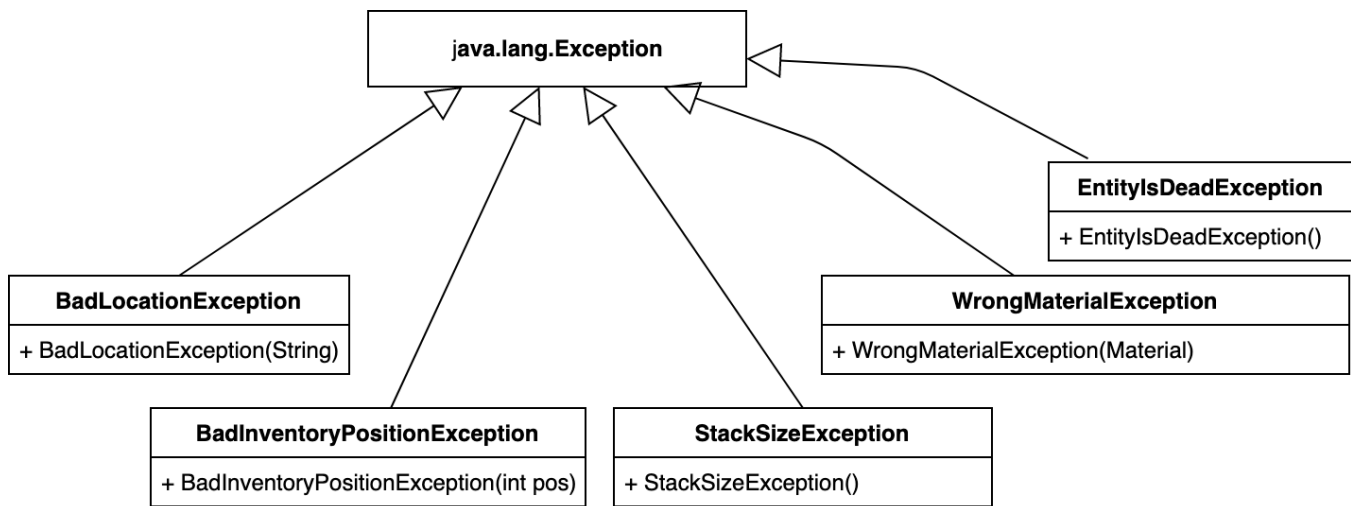 java.lang.Exception
EntityIsDeadException
+ EntityIsDeadException()
BadLocationException
+ BadLocationException(String)
WrongMaterialException
+ WrongMaterialException(Material)
BadInventoryPositionException
+ BadInventoryPositionException(int pos)
StackSizeException
+ StackSizeException()